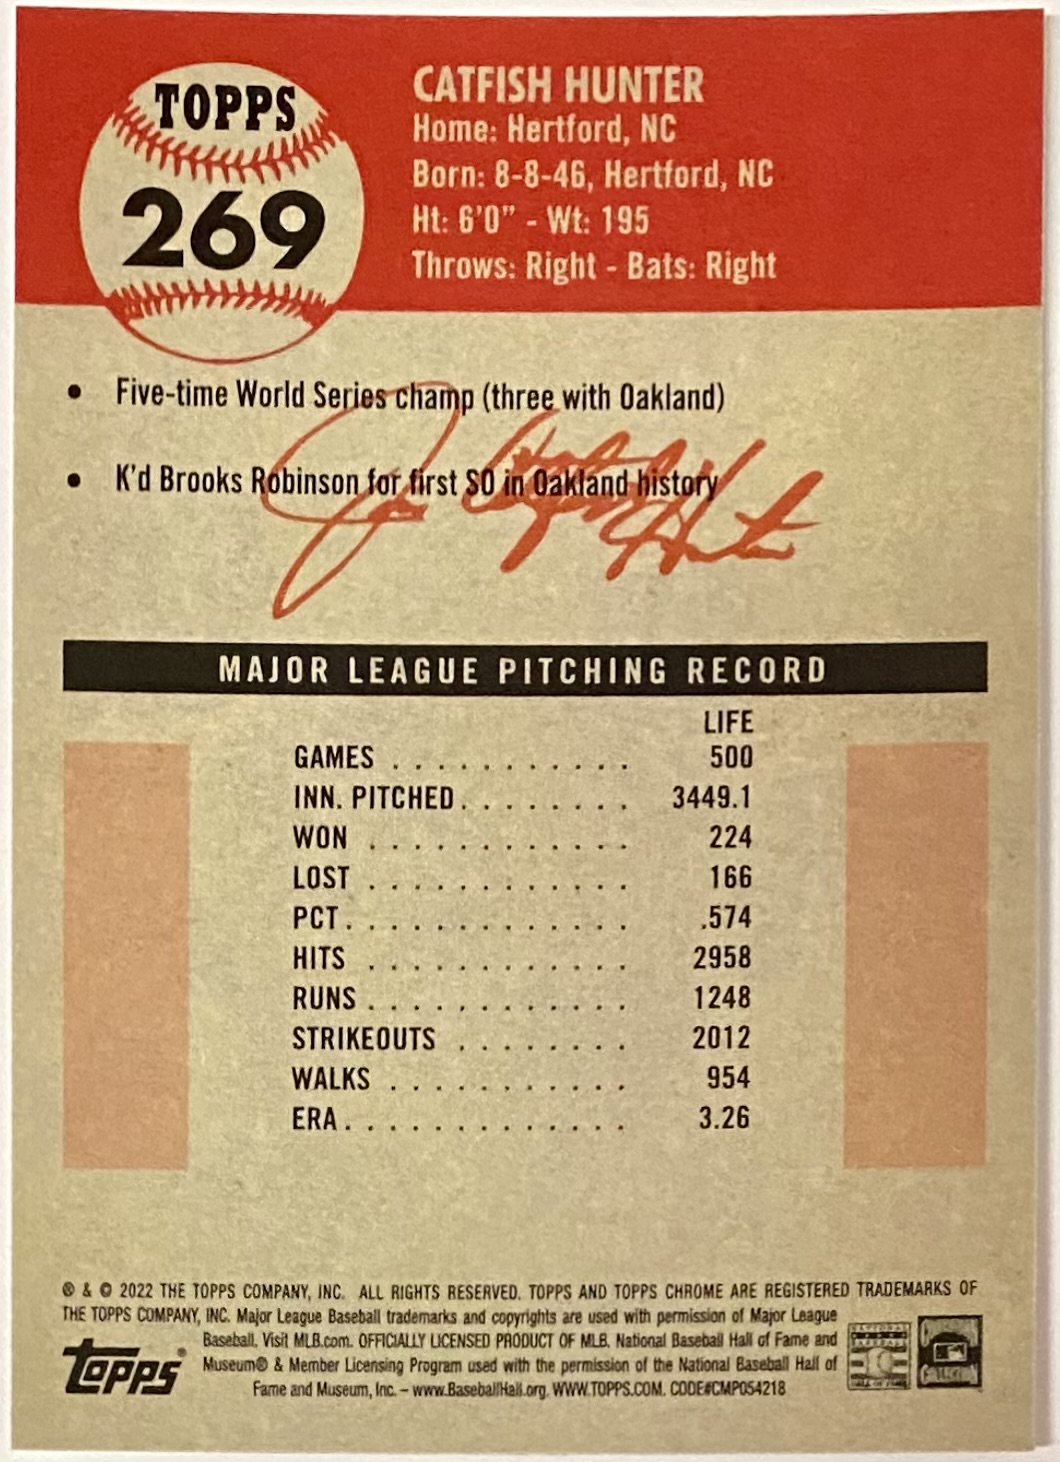 TOPPS
269
CATFISH HUNTER
Home: Hertford, NC
Born: 8-8-46, Hertford, NC
Ht: 6'0" - Wt: 195
Throws: Right - Bats: Right
• Five-time World Series champ (three with Oakland)
• K'd Brooks Robinson for first SO in Oakland history
Jim Catfish Hunter
MAJOR LEAGUE PITCHING RECORD
LIFE
GAMES . . . . . . . . . . . 500
INN. PITCHED. . . . . . . . 3449.1
WON . . . . . . . . . . . . 224
LOST . . . . . . . . . . . . 166
PCT. . . . . . . . . . . . . .574
HITS . . . . . . . . . . . . 2958
RUNS . . . . . . . . . . . . 1248
STRIKEOUTS . . . . . . . . 2012
WALKS . . . . . . . . . . . 954
ERA. . . . . . . . . . . . . 3.26
® & © 2022 THE TOPPS COMPANY, INC. ALL RIGHTS RESERVED. TOPPS AND TOPPS CHROME ARE REGISTERED TRADEMARKS OF
THE TOPPS COMPANY, INC. Major League Baseball trademarks and copyrights are used with permission of Major League
Baseball. Visit MLB.com. OFFICIALLY LICENSED PRODUCT OF MLB. National Baseball Hall of Fame and
Museum® & Member Licensing Program used with the permission of the National Baseball Hall of
Fame and Museum, Inc. – www.BaseballHall.org. WWW.TOPPS.COM. CODE#CMP054218
topps®